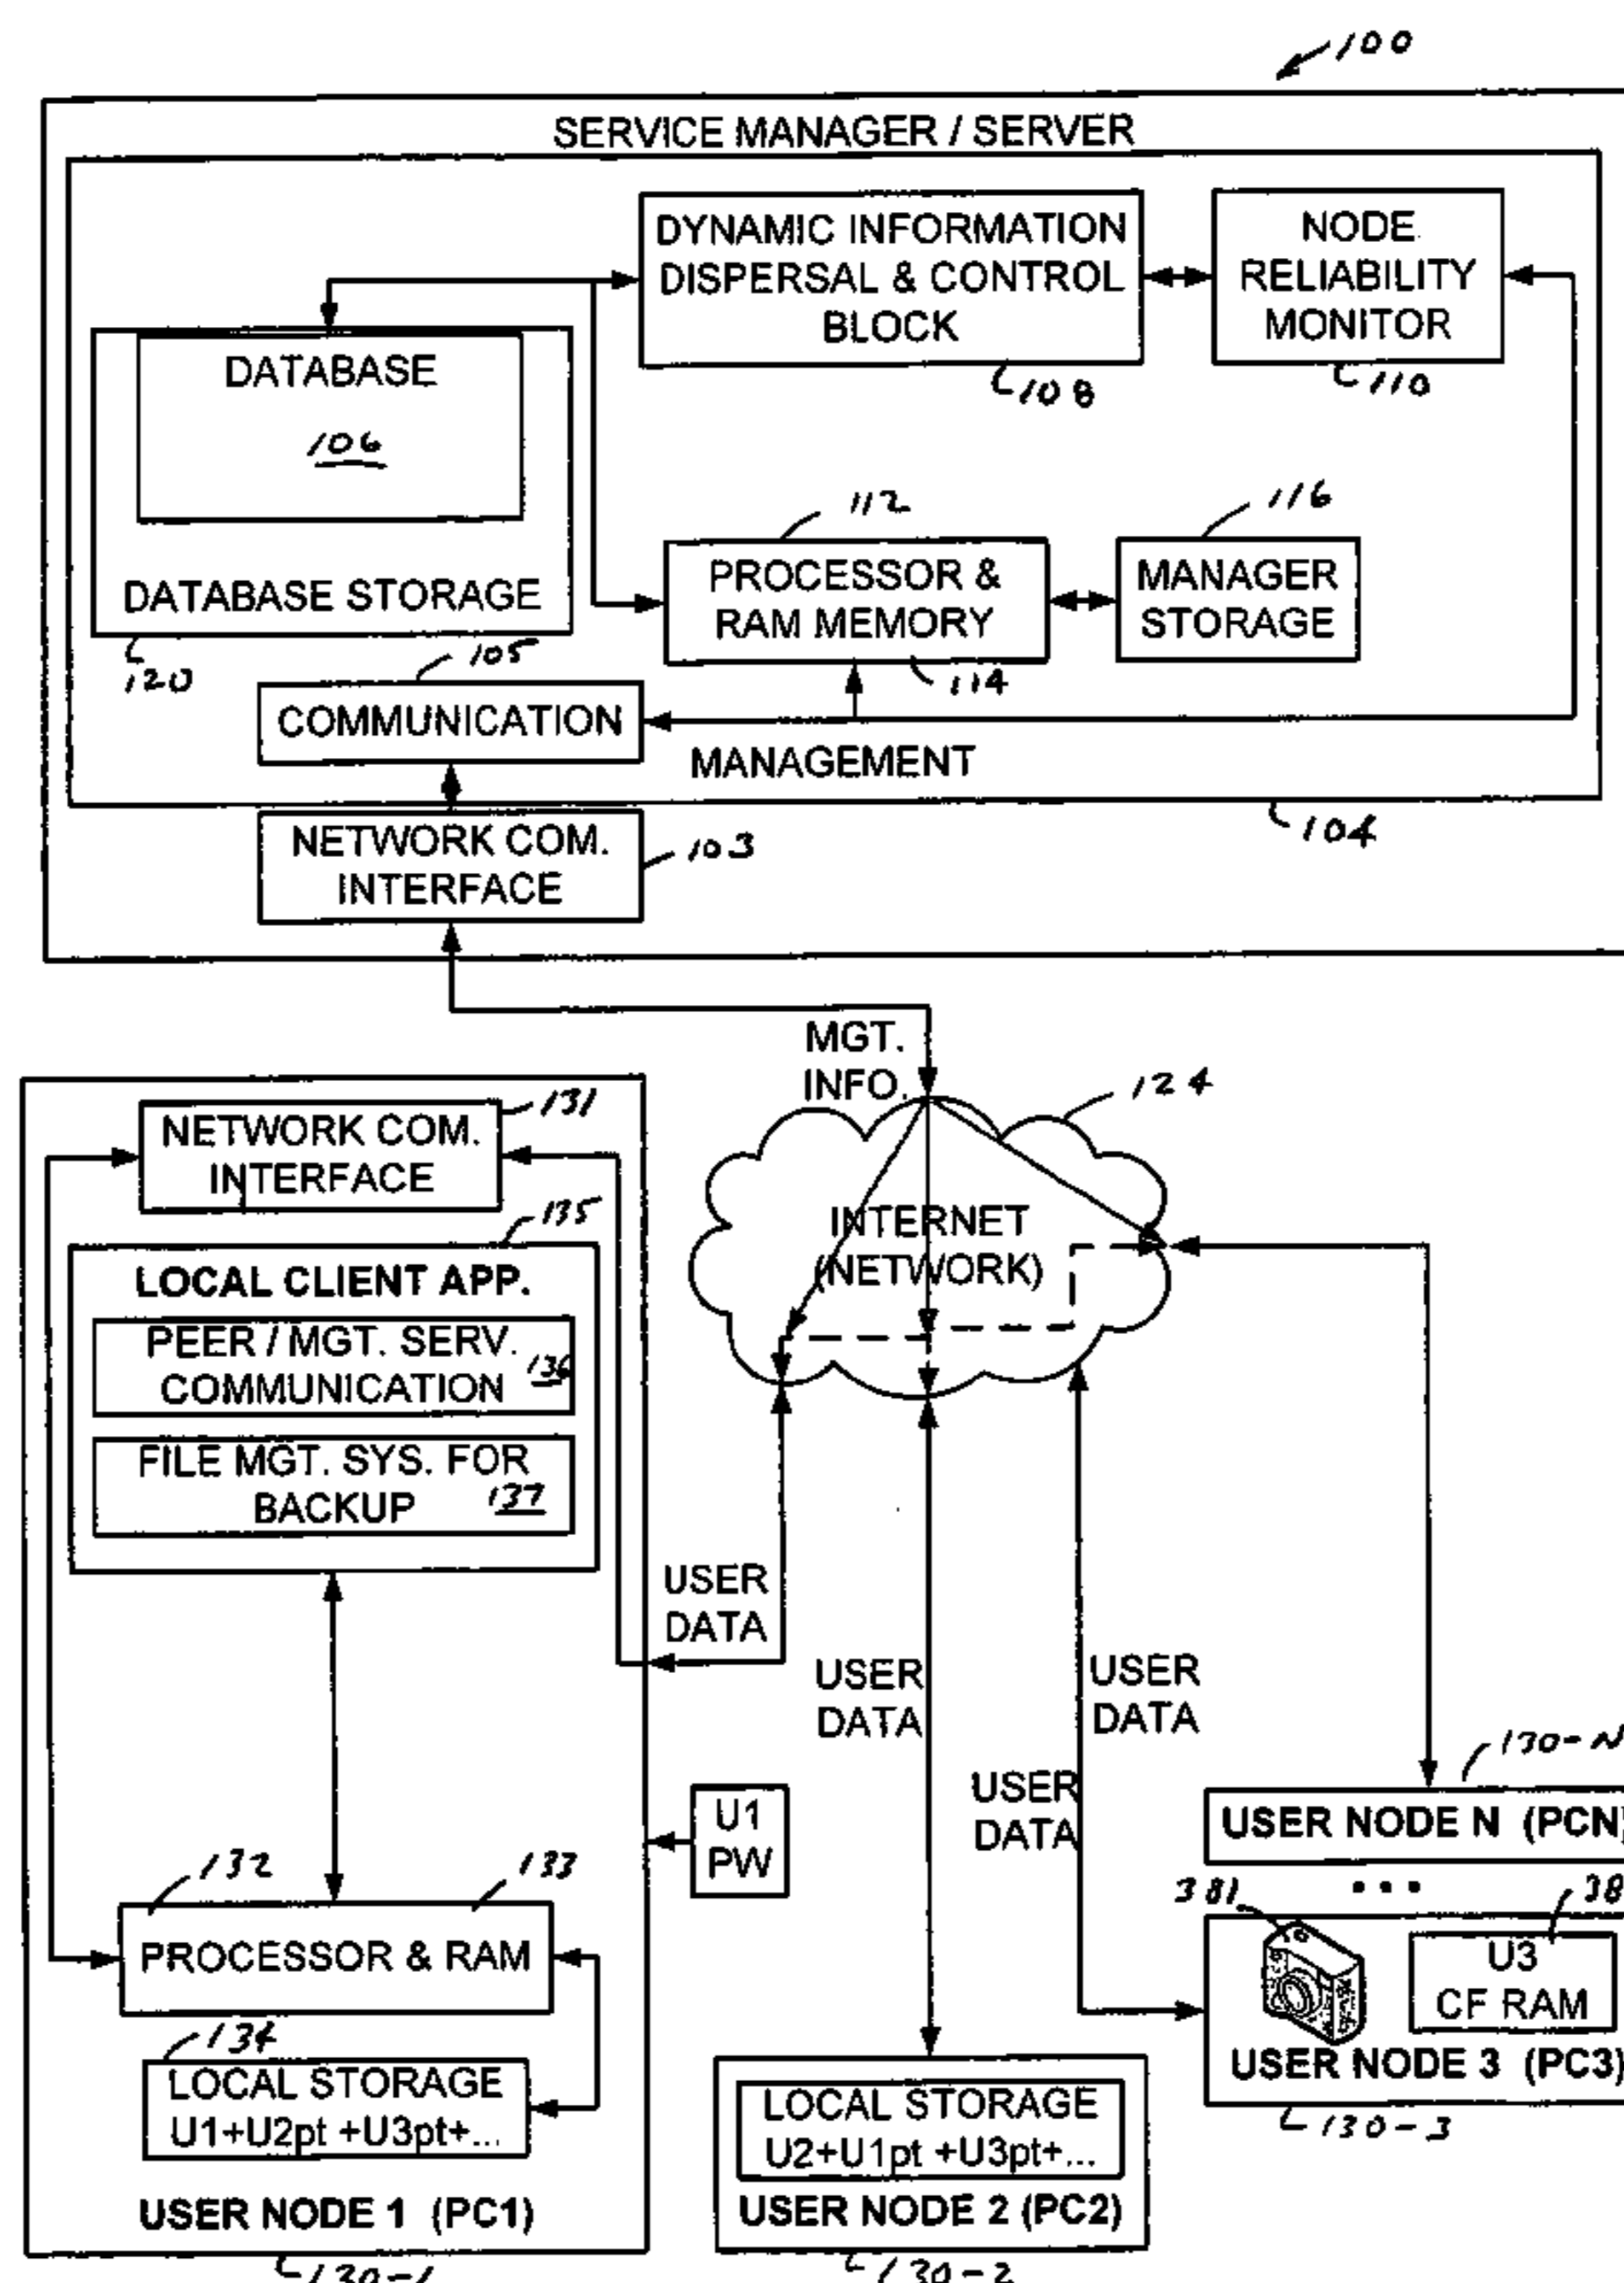 100
SERVICE MANAGER / SERVER
DYNAMIC INFORMATION
DISPERSAL & CONTROL
BLOCK
108
NODE
RELIABILITY
MONITOR
110
DATABASE
106
DATABASE STORAGE
120
112
PROCESSOR &
RAM MEMORY
114
116
MANAGER
STORAGE
105
COMMUNICATION
MANAGEMENT
104
NETWORK COM.
INTERFACE
103
MGT.
INFO.
124
INTERNET
(NETWORK)
131
NETWORK COM.
INTERFACE
135
LOCAL CLIENT APP.
PEER / MGT. SERV.
COMMUNICATION 136
FILE MGT. SYS. FOR
BACKUP 137
USER
DATA
USER
DATA
USER
DATA
USER
DATA
U1
PW
132
133
PROCESSOR & RAM
134
LOCAL STORAGE
U1+U2pt +U3pt+...
USER NODE 1 (PC1)
130-1
LOCAL STORAGE
U2+U1pt +U3pt+...
USER NODE 2 (PC2)
130-2
130-N
USER NODE N (PCN)
...
381
38
U3
CF RAM
USER NODE 3 (PC3)
130-3